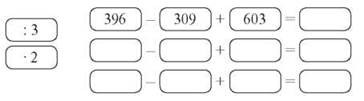 396 – 309 + 603 =
: 3
– + =
· 2
– + =